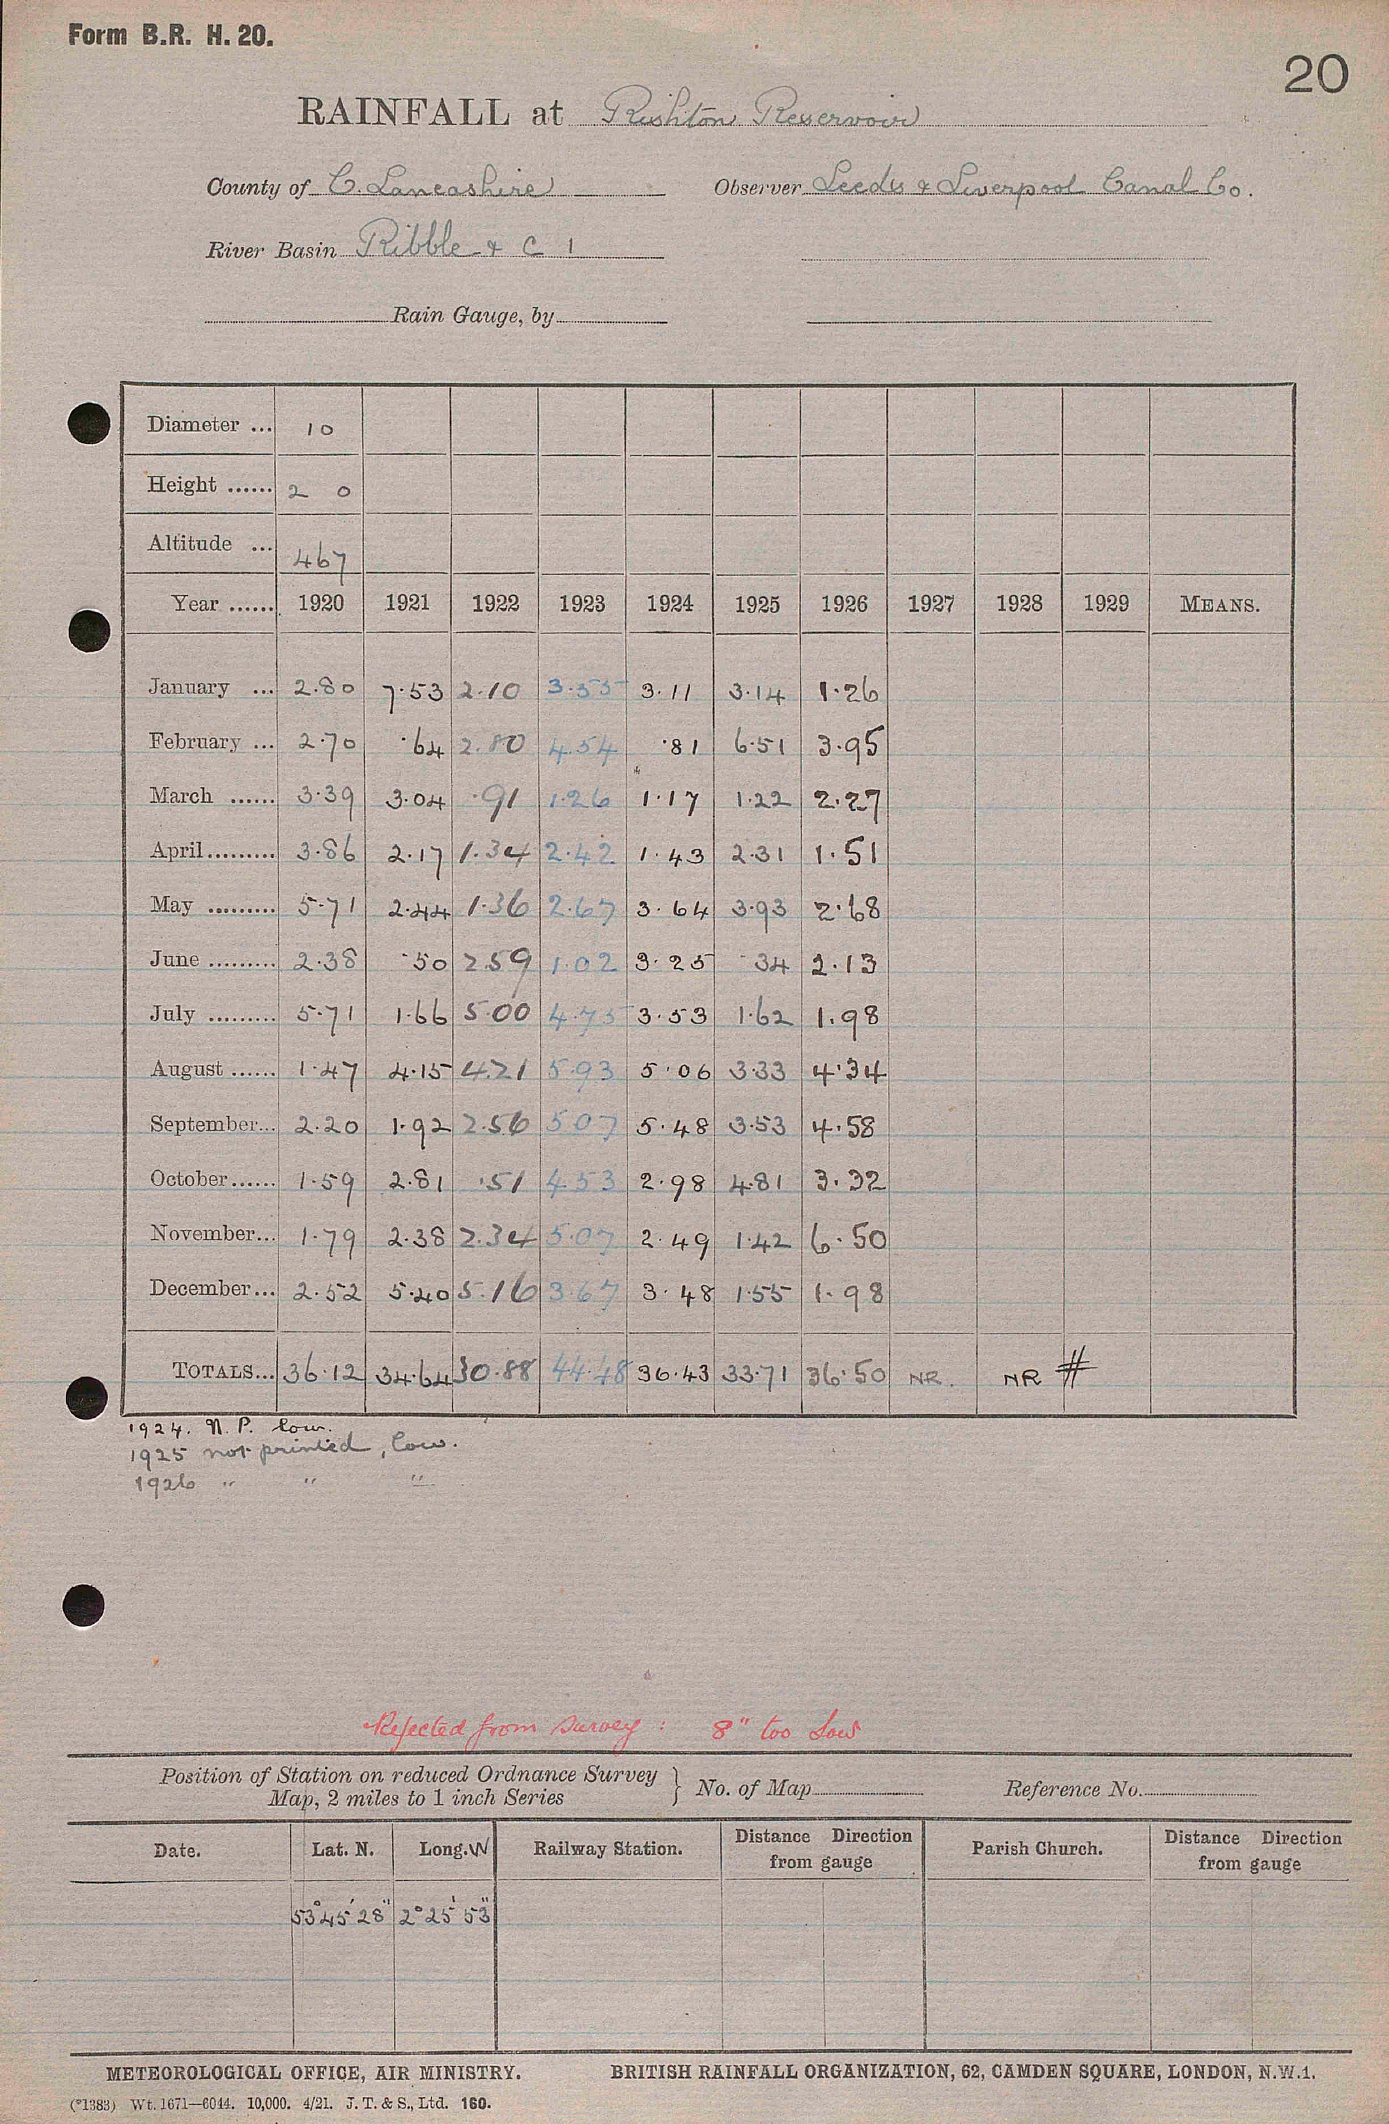 Form B.R. H. 20.
20
RAINFALL at Rishton Reservoir
County of C. Lancashire Observer Leeds & Liverpool Canal Co.
River Basin Ribble & C 1
Rain Gauge, by
Diameter ... 10
Height ...... 2 0
Altitude ... 467
Year ...... 1920 1921 1922 1923 1924 1925 1926 1927 1928 1929 MEANS.
January ... 2.80 7.53 2.10 3.55 3.11 3.14 1.26
February ... 2.70 .64 2.80 4.54 .81 6.51 3.95
March ...... 3.39 3.04 .91 1.26 1.17 1.22 2.27
April......... 3.86 2.17 1.34 2.42 1.43 2.31 1.51
May ......... 5.71 2.44 1.36 2.67 3.64 3.93 2.68
June ......... 2.38 .50 2.59 1.02 3.25 .34 2.13
July ......... 5.71 1.66 5.00 4.75 3.53 1.62 1.98
August ...... 1.47 4.15 4.21 5.93 5.06 3.33 4.34
September... 2.20 1.92 2.56 5.07 5.48 3.53 4.58
October...... 1.59 2.81 .51 4.53 2.98 4.81 3.32
November... 1.79 2.38 2.34 5.07 2.49 1.42 6.50
December... 2.52 5.40 5.16 3.67 3.48 1.55 1.98
TOTALS... 36.12 34.64 30.88 44.48 36.43 33.71 36.50 NR. NR #
1924. N.P. low.
1925 not printed, low.
1926 " " "
Rejected from survey : 8" too low
Position of Station on reduced Ordnance Survey
Map, 2 miles to 1 inch Series } No. of Map Reference No.
Date. Lat. N. Long. W Railway Station. Distance Direction from gauge Parish Church. Distance Direction from gauge
53° 45' 28" 2° 25' 53"
METEOROLOGICAL OFFICE, AIR MINISTRY. BRITISH RAINFALL ORGANIZATION, 62, CAMDEN SQUARE, LONDON, N.W.1.
(*1383) Wt. 1671—6044. 10,000. 4/21. J. T. & S., Ltd. 160.